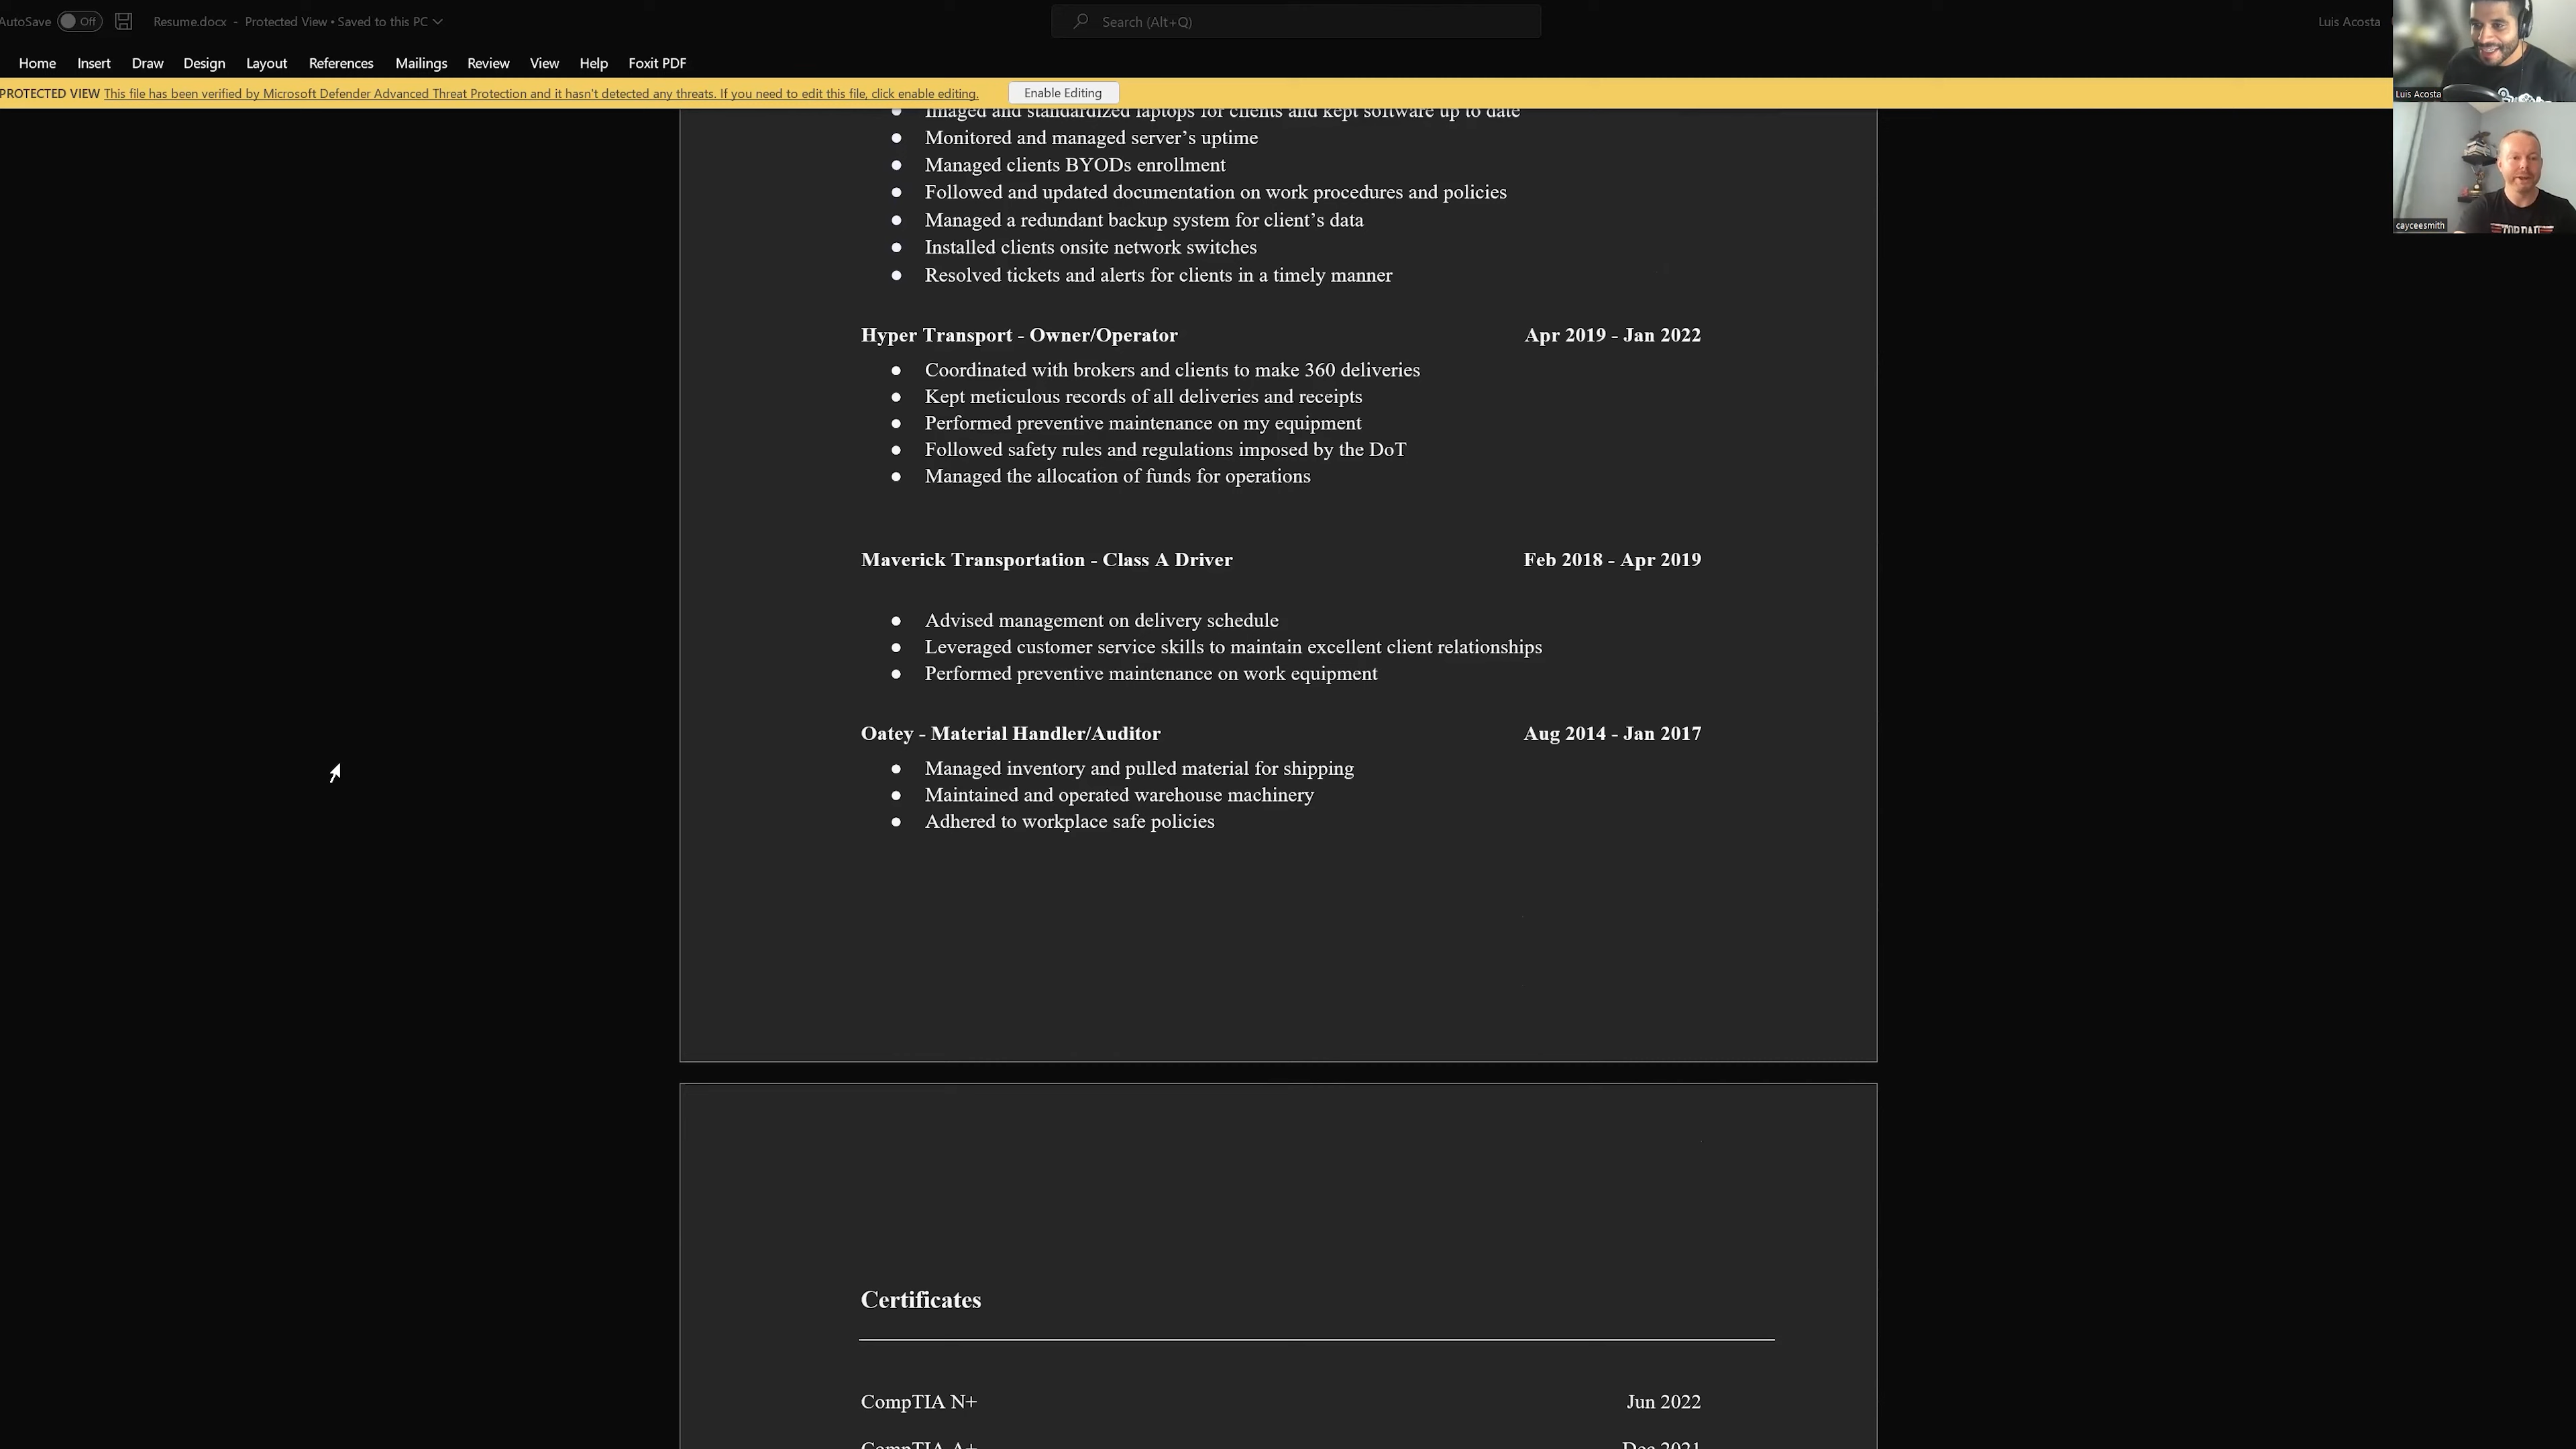 AutoSave Off Resume.docx - Protected View • Saved to this PC Search (Alt+Q) Luis Acosta
Home Insert Draw Design Layout References Mailings Review View Help Foxit PDF
PROTECTED VIEW This file has been verified by Microsoft Defender Advanced Threat Protection and it hasn't detected any threats. If you need to edit this file, click enable editing. Enable Editing
Luis Acosta
cayceesmith
● Imaged and standardized laptops for clients and kept software up to date
● Monitored and managed server’s uptime
● Managed clients BYODs enrollment
● Followed and updated documentation on work procedures and policies
● Managed a redundant backup system for client’s data
● Installed clients onsite network switches
● Resolved tickets and alerts for clients in a timely manner
Hyper Transport - Owner/Operator Apr 2019 - Jan 2022
● Coordinated with brokers and clients to make 360 deliveries
● Kept meticulous records of all deliveries and receipts
● Performed preventive maintenance on my equipment
● Followed safety rules and regulations imposed by the DoT
● Managed the allocation of funds for operations
Maverick Transportation - Class A Driver Feb 2018 - Apr 2019
● Advised management on delivery schedule
● Leveraged customer service skills to maintain excellent client relationships
● Performed preventive maintenance on work equipment
Oatey - Material Handler/Auditor Aug 2014 - Jan 2017
● Managed inventory and pulled material for shipping
● Maintained and operated warehouse machinery
● Adhered to workplace safe policies
Certificates
CompTIA N+ Jun 2022
CompTIA A+ Dec 2021